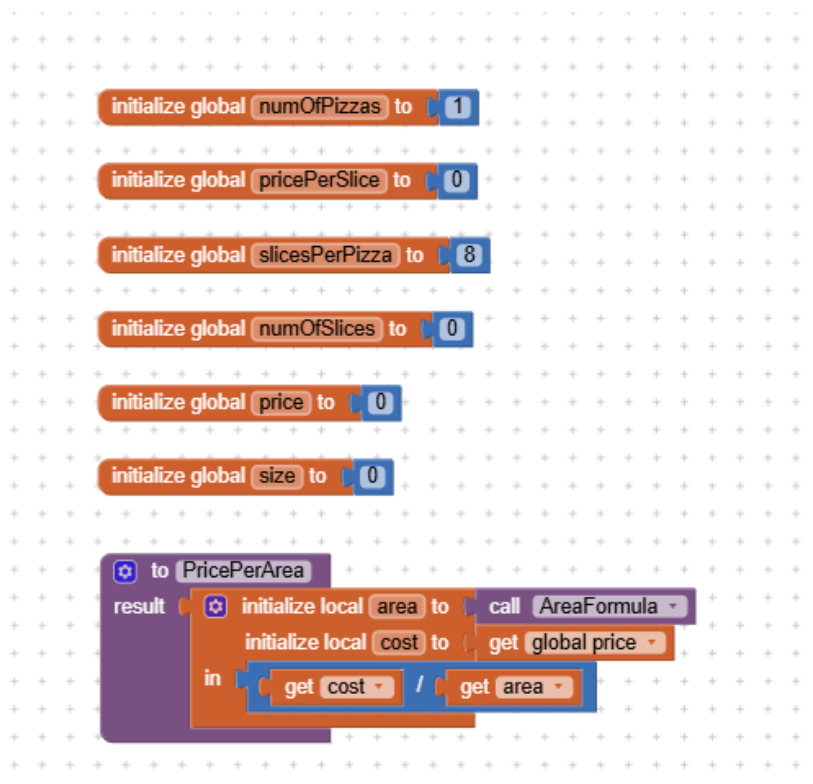 initialize global numOfPizzas to 1
initialize global pricePerSlice to 0
initialize global slicesPerPizza to 8
initialize global numOfSlices to 0
initialize global price to 0
initialize global size to 0
to PricePerArea
result initialize local area to call AreaFormula
initialize local cost to get global price
in get cost / get area